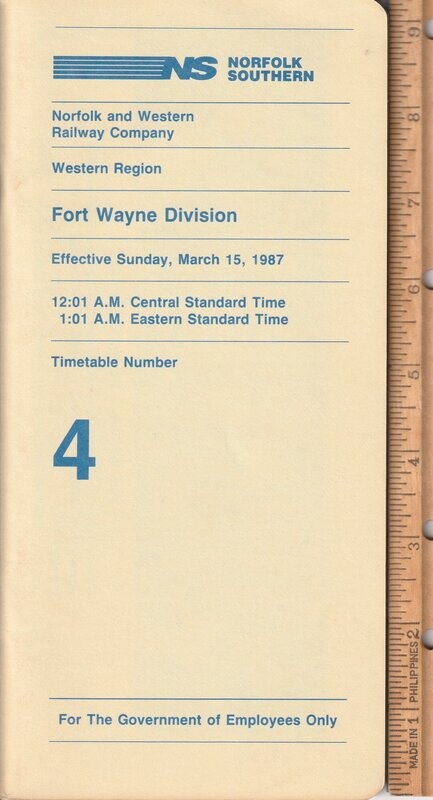 NS NORFOLK
SOUTHERN
Norfolk and Western
Railway Company
Western Region
Fort Wayne Division
Effective Sunday, March 15, 1987
12:01 A.M. Central Standard Time
1:01 A.M. Eastern Standard Time
Timetable Number
4
For The Government of Employees Only
9
8
7
5
4
3
2
1
MADE IN PHILIPPINES